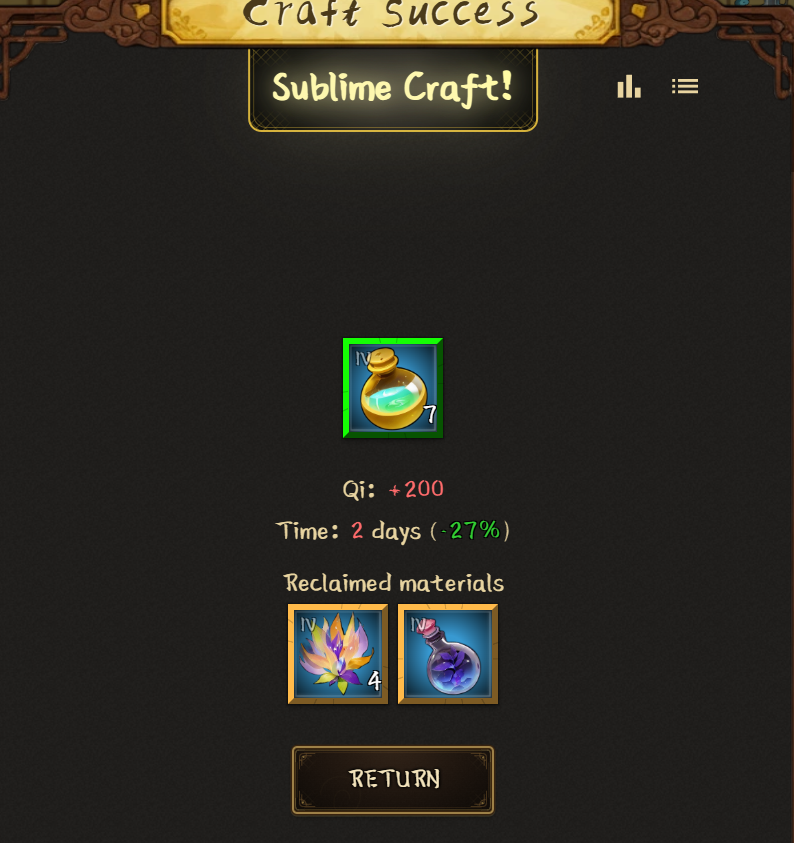 Craft Success
Sublime Craft!
IV
7
Qi: +200
Time: 2 days (-27%)
Reclaimed materials
IV
4
IV
RETURN